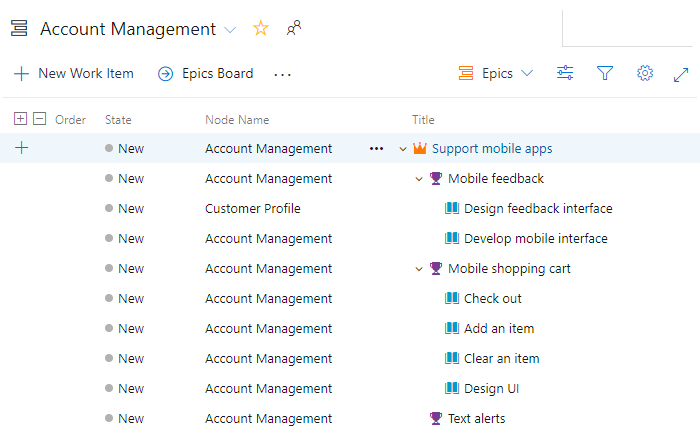 Account Management
New Work Item Epics Board ... Epics
Order State Node Name Title
New Account Management ... Support mobile apps
New Account Management Mobile feedback
New Customer Profile Design feedback interface
New Account Management Develop mobile interface
New Account Management Mobile shopping cart
New Account Management Check out
New Account Management Add an item
New Account Management Clear an item
New Account Management Design UI
New Account Management Text alerts